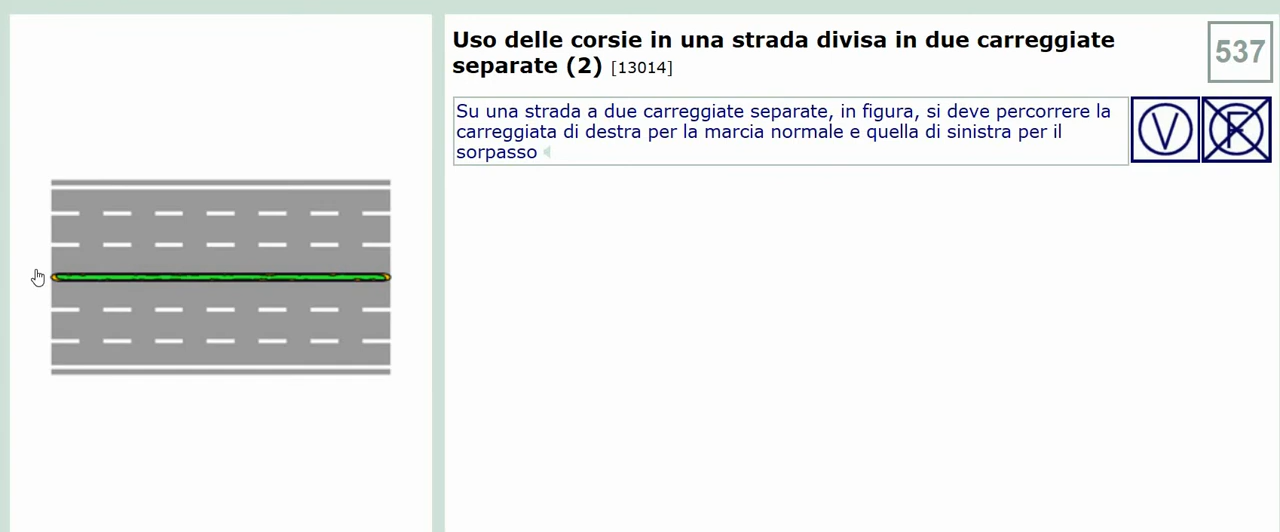 Uso delle corsie in una strada divisa in due carreggiate
separate (2) [13014]
537
Su una strada a due carreggiate separate, in figura, si deve percorrere la
carreggiata di destra per la marcia normale e quella di sinistra per il
sorpasso
V
F